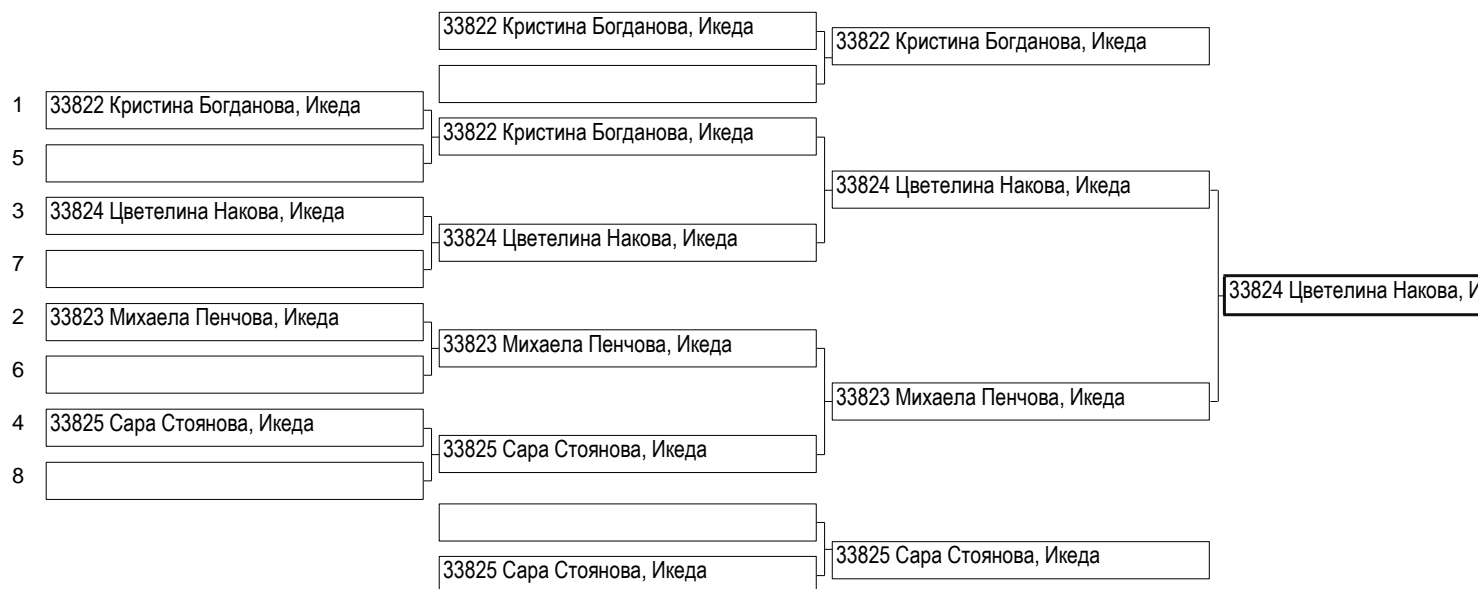 33822 Кристина Богданова, Икеда
33822 Кристина Богданова, Икеда
1 33822 Кристина Богданова, Икеда
33822 Кристина Богданова, Икеда
5
33824 Цветелина Накова, Икеда
3 33824 Цветелина Накова, Икеда
33824 Цветелина Накова, Икеда
7
33824 Цветелина Накова, И
2 33823 Михаела Пенчова, Икеда
33823 Михаела Пенчова, Икеда
6
33823 Михаела Пенчова, Икеда
4 33825 Сара Стоянова, Икеда
33825 Сара Стоянова, Икеда
8
33825 Сара Стоянова, Икеда
33825 Сара Стоянова, Икеда